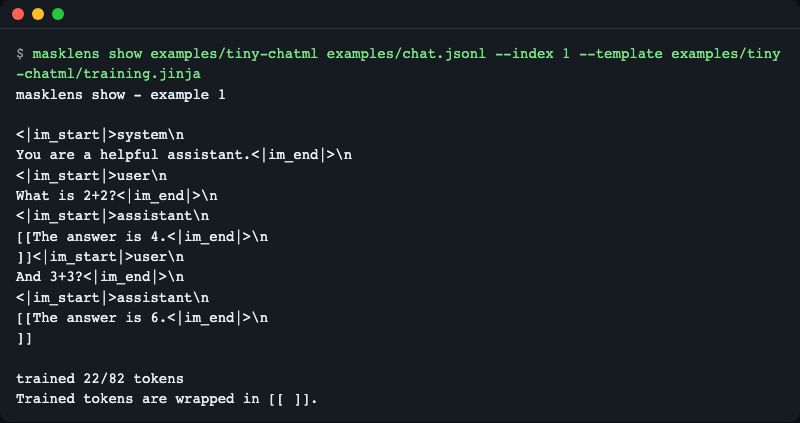 $ masklens show examples/tiny-chatml examples/chat.jsonl --index 1 --template examples/tiny
-chatml/training.jinja
masklens show - example 1
<|im_start|>system\n
You are a helpful assistant.<|im_end|>\n
<|im_start|>user\n
What is 2+2?<|im_end|>\n
<|im_start|>assistant\n
[[The answer is 4.<|im_end|>\n
]]<|im_start|>user\n
And 3+3?<|im_end|>\n
<|im_start|>assistant\n
[[The answer is 6.<|im_end|>\n
]]
trained 22/82 tokens
Trained tokens are wrapped in [[ ]].